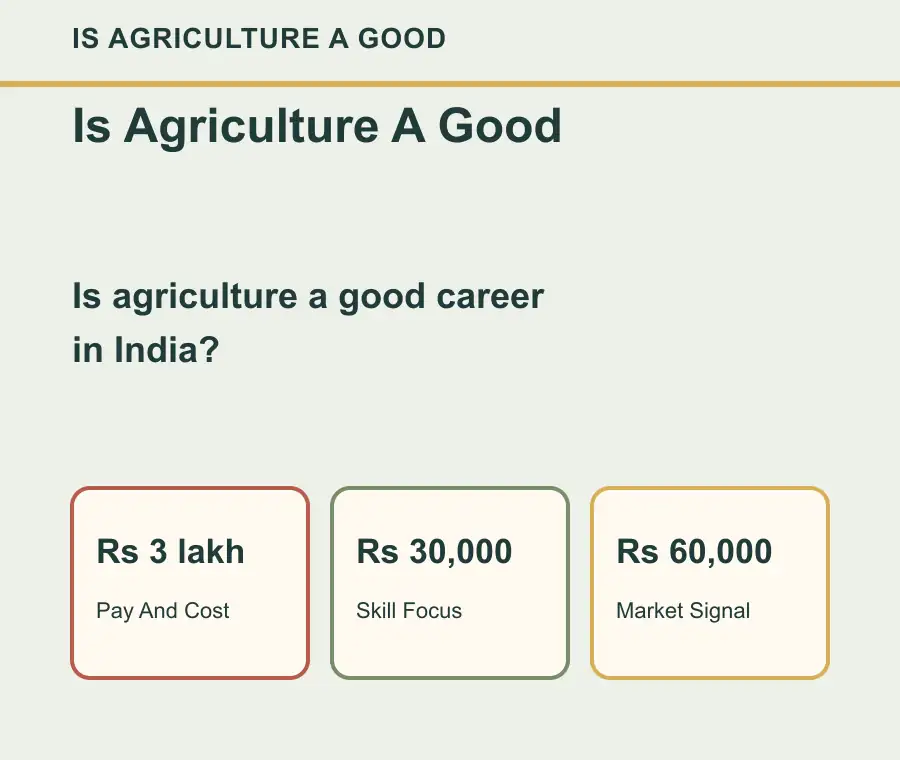 IS AGRICULTURE A GOOD
Is Agriculture A Good
Is agriculture a good career
in India?
Rs 3 lakh
Pay And Cost
Rs 30,000
Skill Focus
Rs 60,000
Market Signal